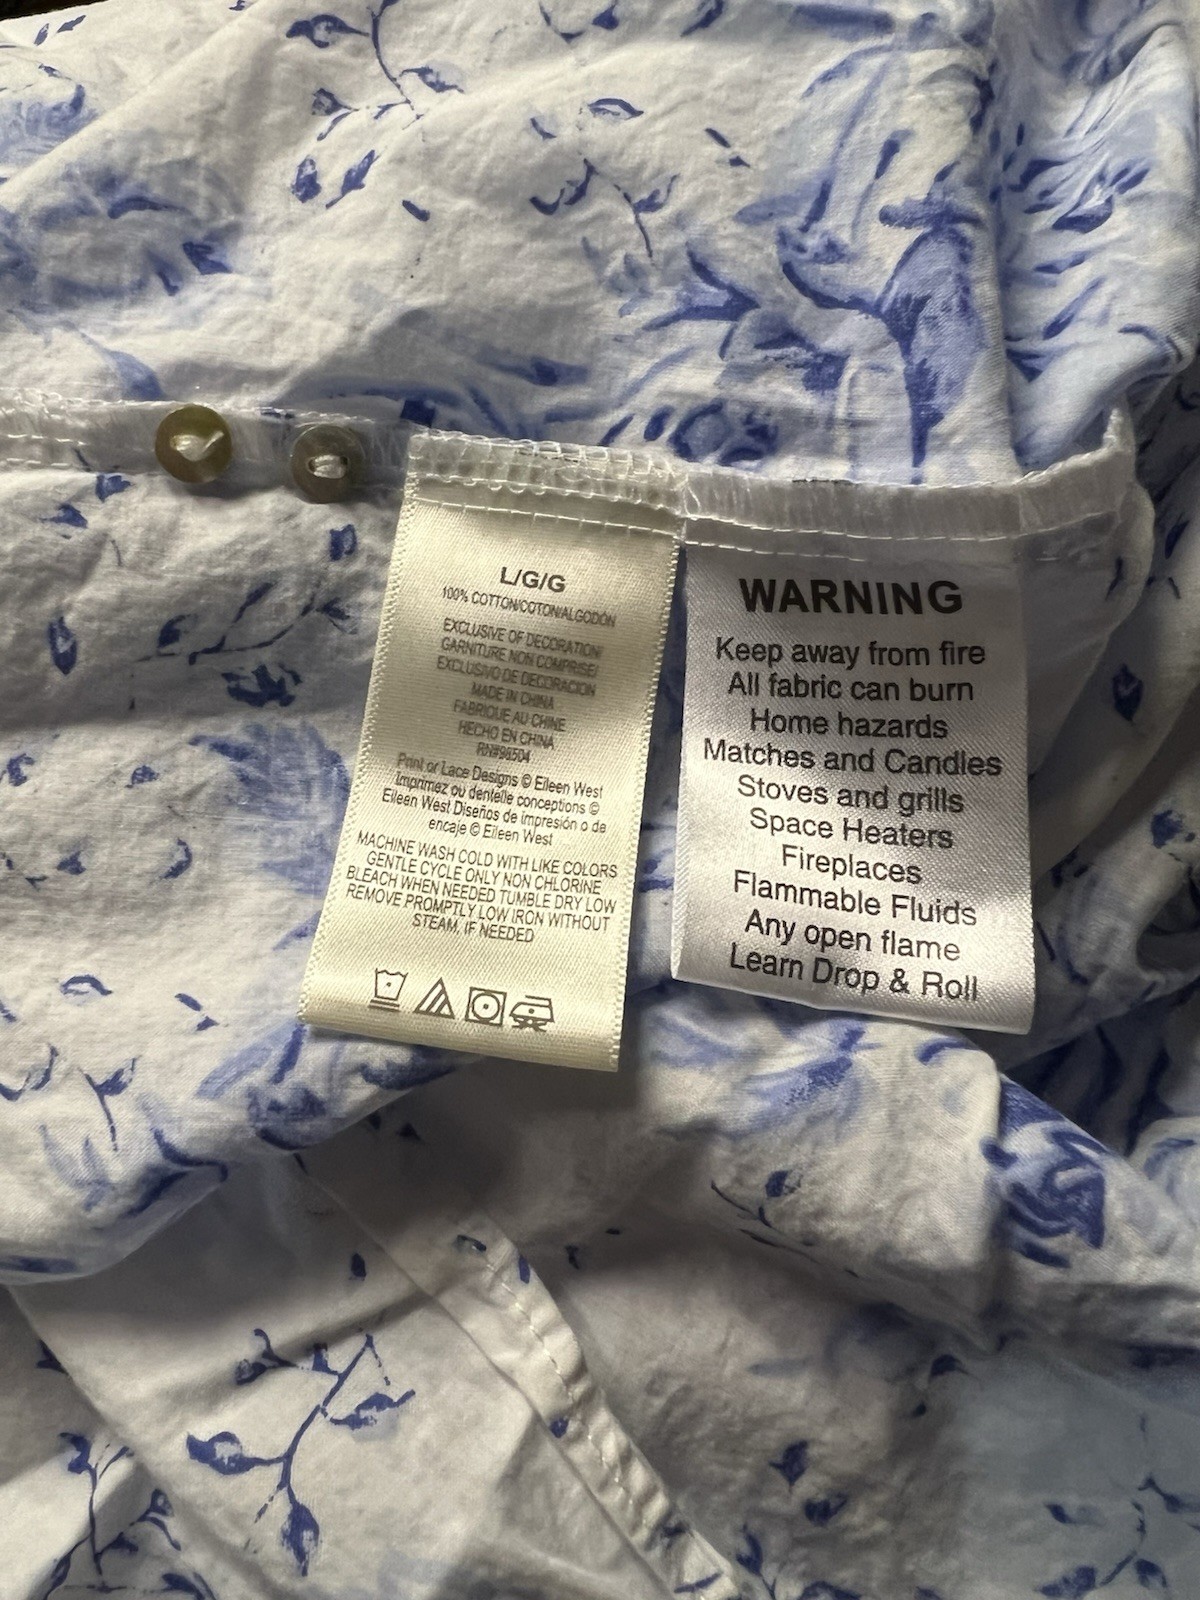 L/G/G
100% COTTON/COTON/ALGODÓN
EXCLUSIVE OF DECORATION/
GARNITURE NON COMPRISE/
EXCLUSIVO DE DECORACION
MADE IN CHINA
FABRIQUE AU CHINE
HECHO EN CHINA
RN#96504
Print or Lace Designs © Eileen West
Imprimez ou dentelle conceptions ©
Eileen West Diseños de impresión o de
encaje © Eileen West
MACHINE WASH COLD WITH LIKE COLORS
GENTLE CYCLE ONLY NON CHLORINE
BLEACH WHEN NEEDED TUMBLE DRY LOW
REMOVE PROMPTLY LOW IRON WITHOUT
STEAM, IF NEEDED
WARNING
Keep away from fire
All fabric can burn
Home hazards
Matches and Candles
Stoves and grills
Space Heaters
Fireplaces
Flammable Fluids
Any open flame
Learn Drop & Roll